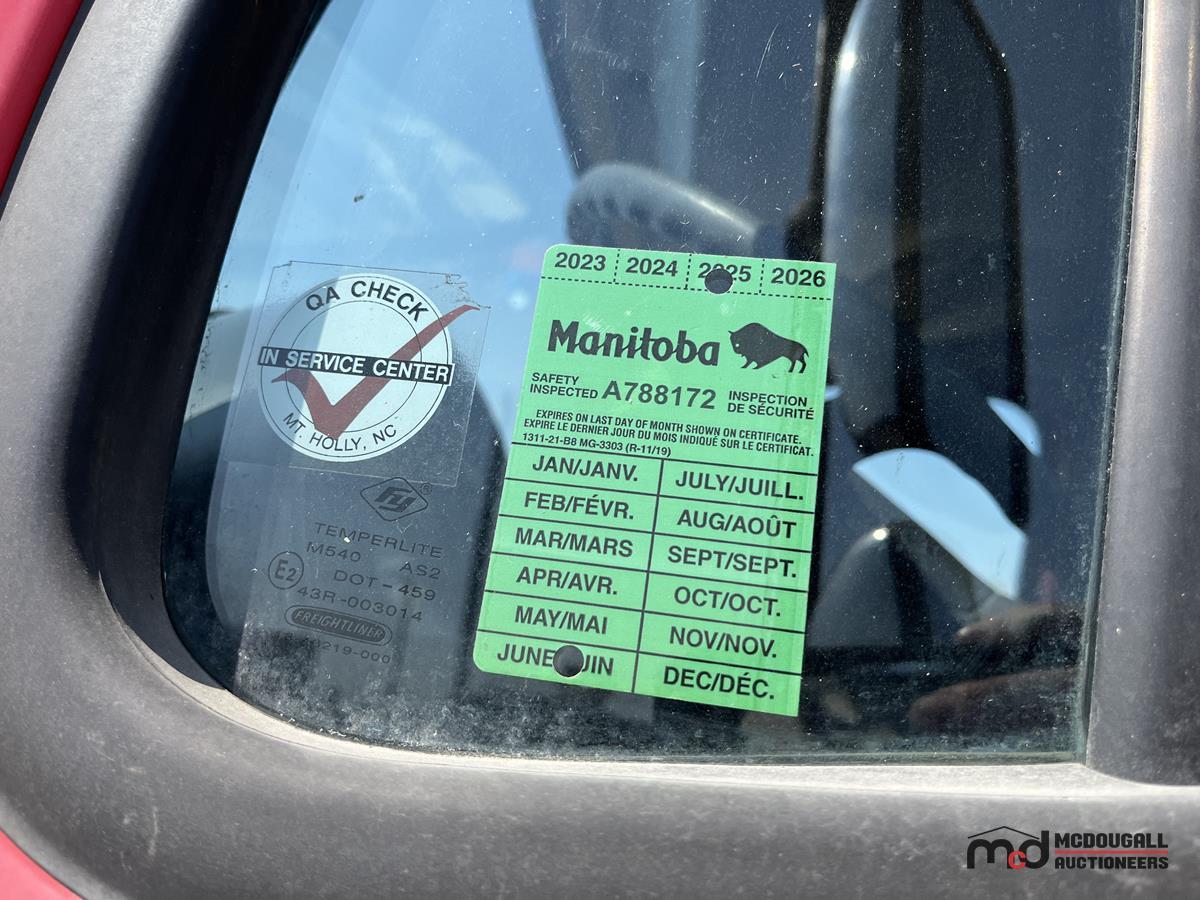 QA CHECK
IN SERVICE CENTER
MT. HOLLY, NC
TEMPERLITE
M540 AS2
DOT-459
E2
43R-003014
FREIGHTLINER
2023 2024 2025 2026
Manitoba
SAFETY INSPECTED A788172 INSPECTION DE SÉCURITÉ
EXPIRES ON LAST DAY OF MONTH SHOWN ON CERTIFICATE.
EXPIRE LE DERNIER JOUR DU MOIS INDIQUÉ SUR LE CERTIFICAT.
1311-21-B8 MG-3303 (R-11/19)
JAN/JANV. JULY/JUILL.
FEB/FÉVR. AUG/AOÛT
MAR/MARS SEPT/SEPT.
APR/AVR. OCT/OCT.
MAY/MAI NOV/NOV.
JUNE/JUIN DEC/DÉC.
mcd MCDOUGALL
AUCTIONEERS